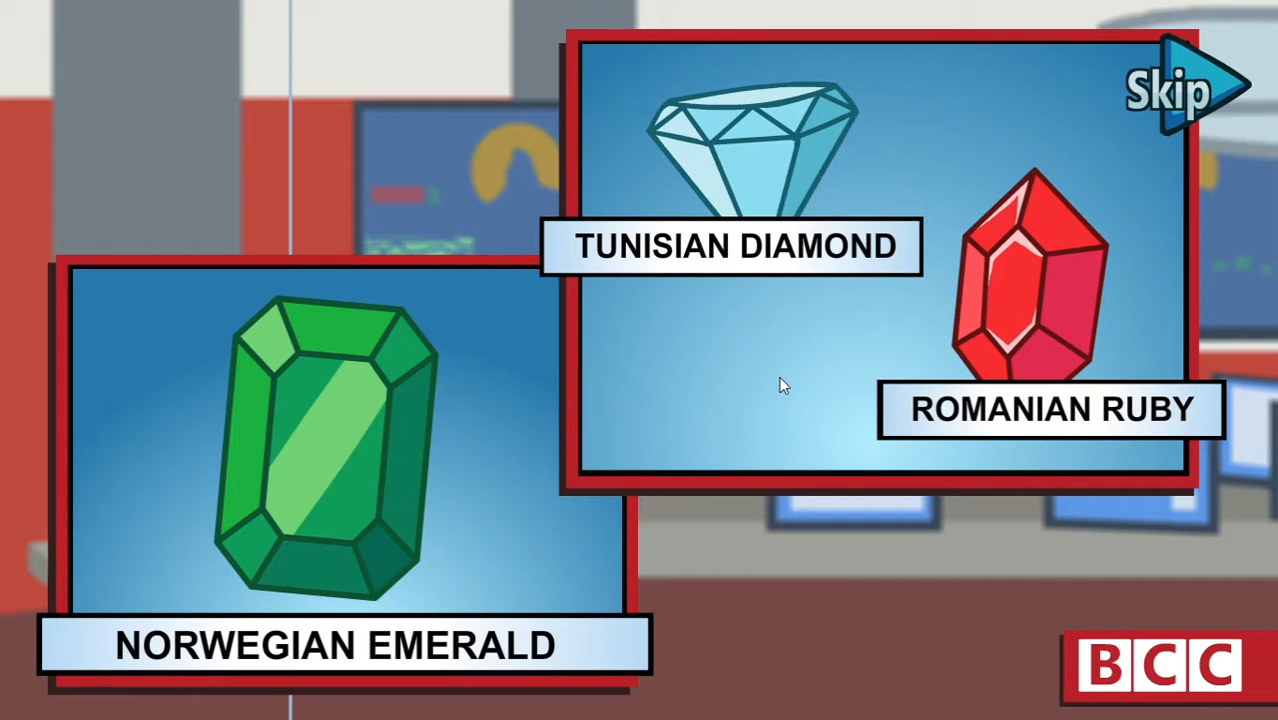 Skip
TUNISIAN DIAMOND
ROMANIAN RUBY
NORWEGIAN EMERALD
BCC